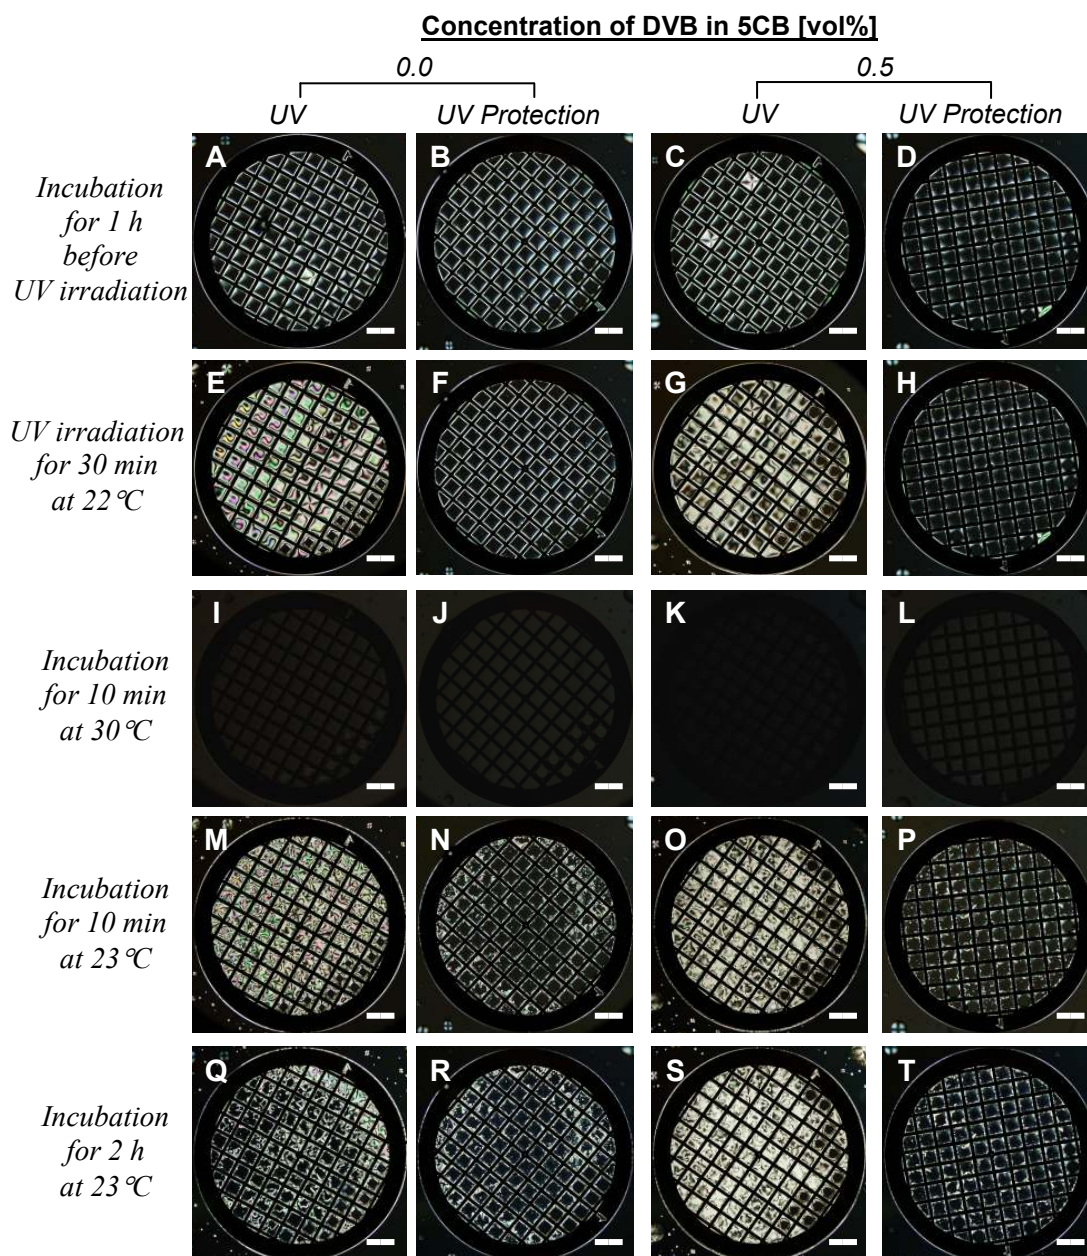 Concentration of DVB in 5CB [vol%]
0.0 0.5
UV UV Protection UV UV Protection
A B C D
Incubation
for 1 h
before
UV irradiation
E F G H
UV irradiation
for 30 min
at 22℃
I J K L
Incubation
for 10 min
at 30℃
M N O P
Incubation
for 10 min
at 23℃
Q R S T
Incubation
for 2 h
at 23℃